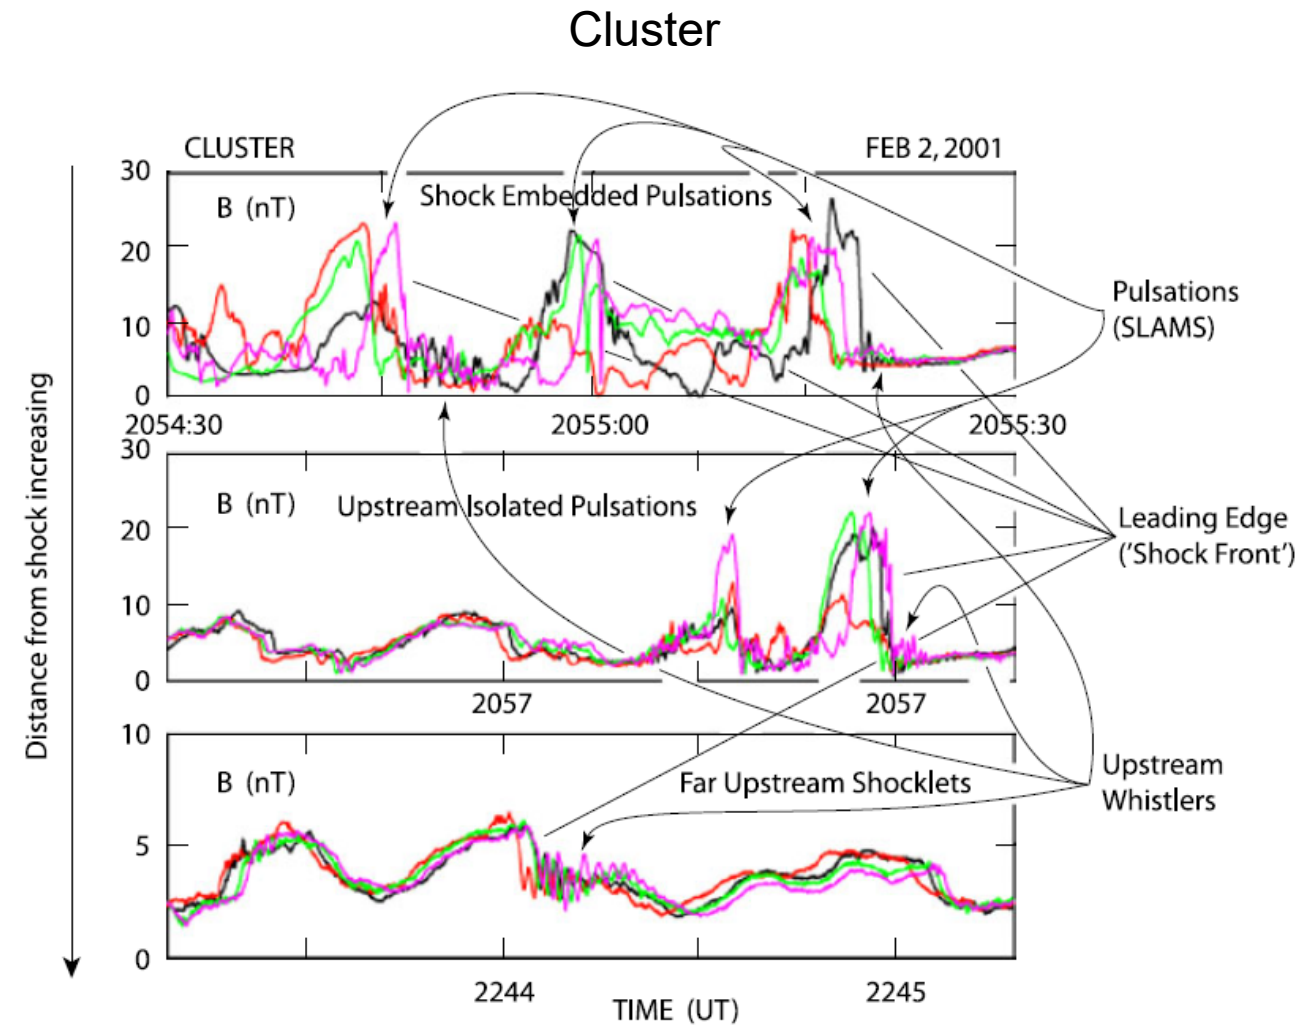 Cluster
CLUSTER
FEB 2, 2001
30
B (nT)
Shock Embedded Pulsations
20
10
0
2054:30
2055:00
2055:30
Pulsations
(SLAMS)
30
B (nT)
Upstream Isolated Pulsations
20
10
0
2057
2057
Leading Edge
('Shock Front')
10
B (nT)
Far Upstream Shocklets
5
0
2244
2245
TIME (UT)
Upstream
Whistlers
Distance from shock increasing